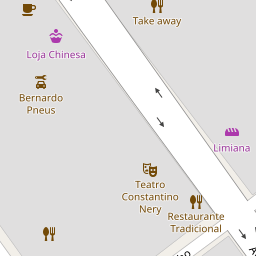 Take away
Loja Chinesa
Bernardo
Pneus
Limiana
Teatro
Constantino
Nery
Restaurante
Tradicional